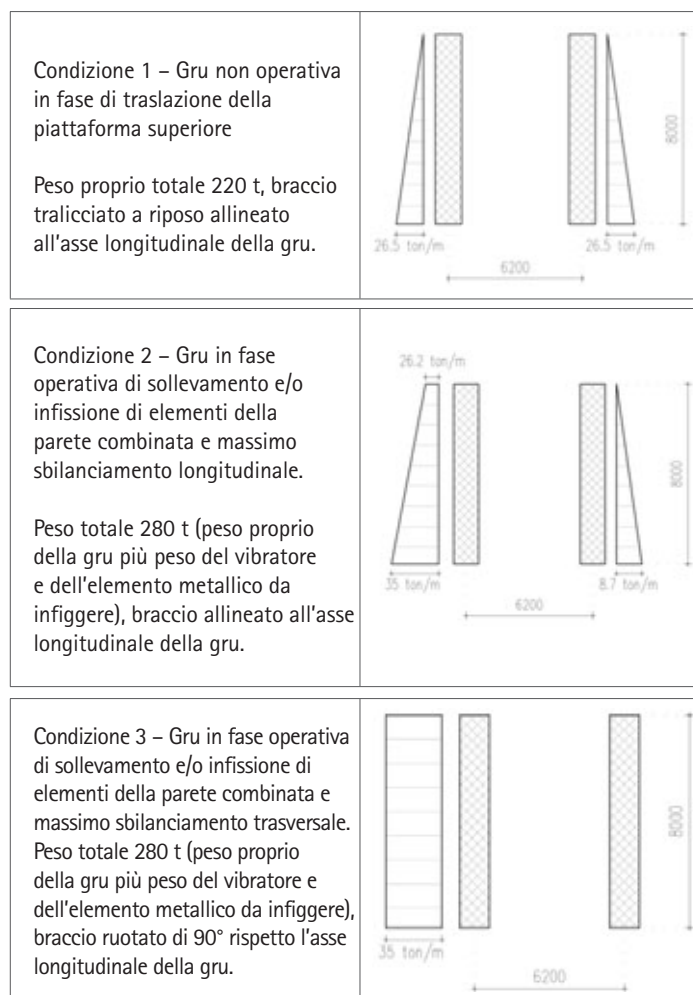 Condizione 1 – Gru non operativa
in fase di traslazione della
piattaforma superiore
Peso proprio totale 220 t, braccio
tralicciato a riposo allineato
all'asse longitudinale della gru.
8000
26.5 ton/m
26.5 ton/m
6200
Condizione 2 – Gru in fase
operativa di sollevamento e/o
infissione di elementi della
parete combinata e massimo
sbilanciamento longitudinale.
Peso totale 280 t (peso proprio
della gru più peso del vibratore
e dell'elemento metallico da
infiggere), braccio allineato all'asse
longitudinale della gru.
26.2 ton/m
8000
35 ton/m
8.7 ton/m
6200
Condizione 3 – Gru in fase operativa
di sollevamento e/o infissione di
elementi della parete combinata e
massimo sbilanciamento trasversale.
Peso totale 280 t (peso proprio
della gru più peso del vibratore e
dell'elemento metallico da infiggere),
braccio ruotato di 90° rispetto l'asse
longitudinale della gru.
8000
35 ton/m
6200